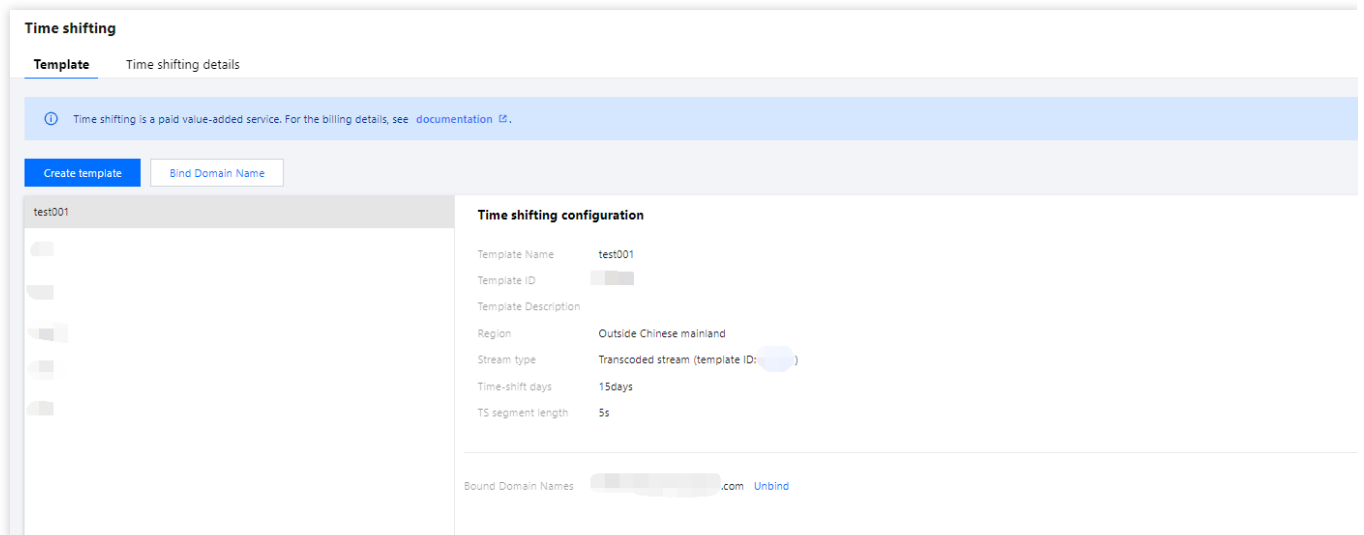 Time shifting
Template Time shifting details
Time shifting is a paid value-added service. For the billing details, see documentation.
Create template Bind Domain Name
test001
Time shifting configuration
Template Name test001
Template ID
Template Description
Region Outside Chinese mainland
Stream type Transcoded stream (template ID: )
Time-shift days 15days
TS segment length 5s
Bound Domain Names .com Unbind